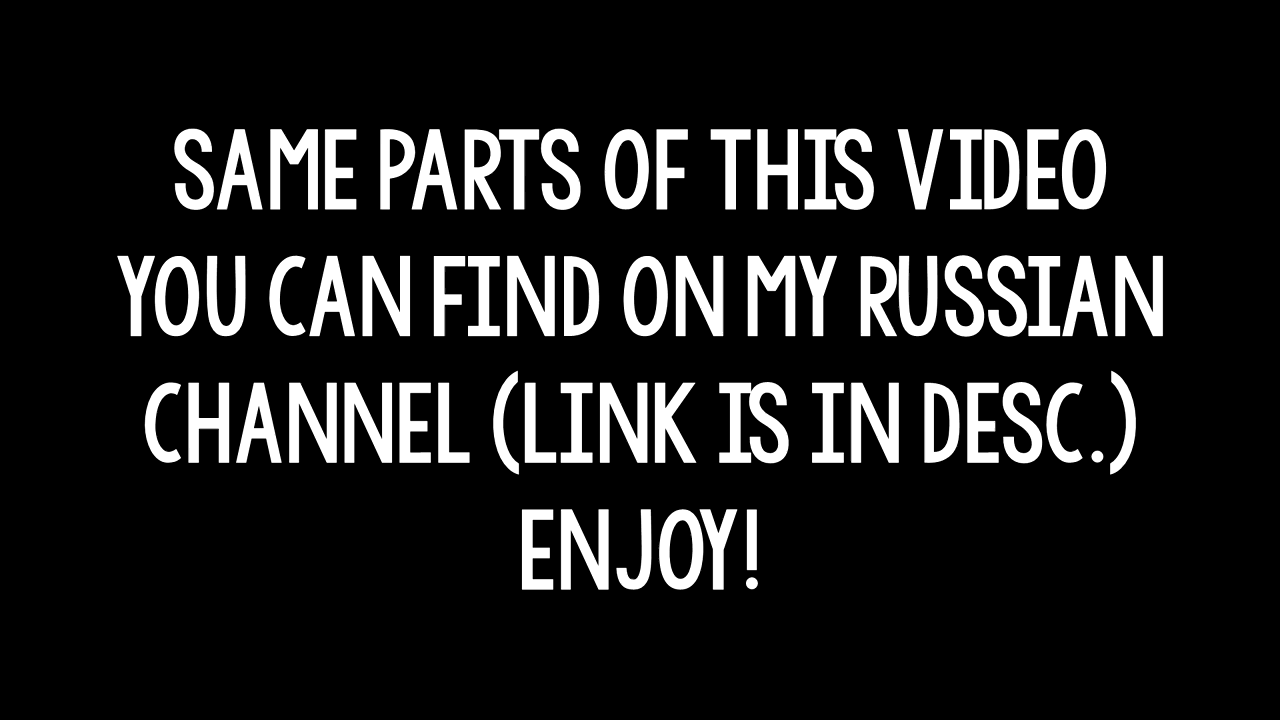 SAME PARTS OF THIS VIDEO
YOU CAN FIND ON MY RUSSIAN
CHANNEL (LINK IS IN DESC.)
ENJOY!